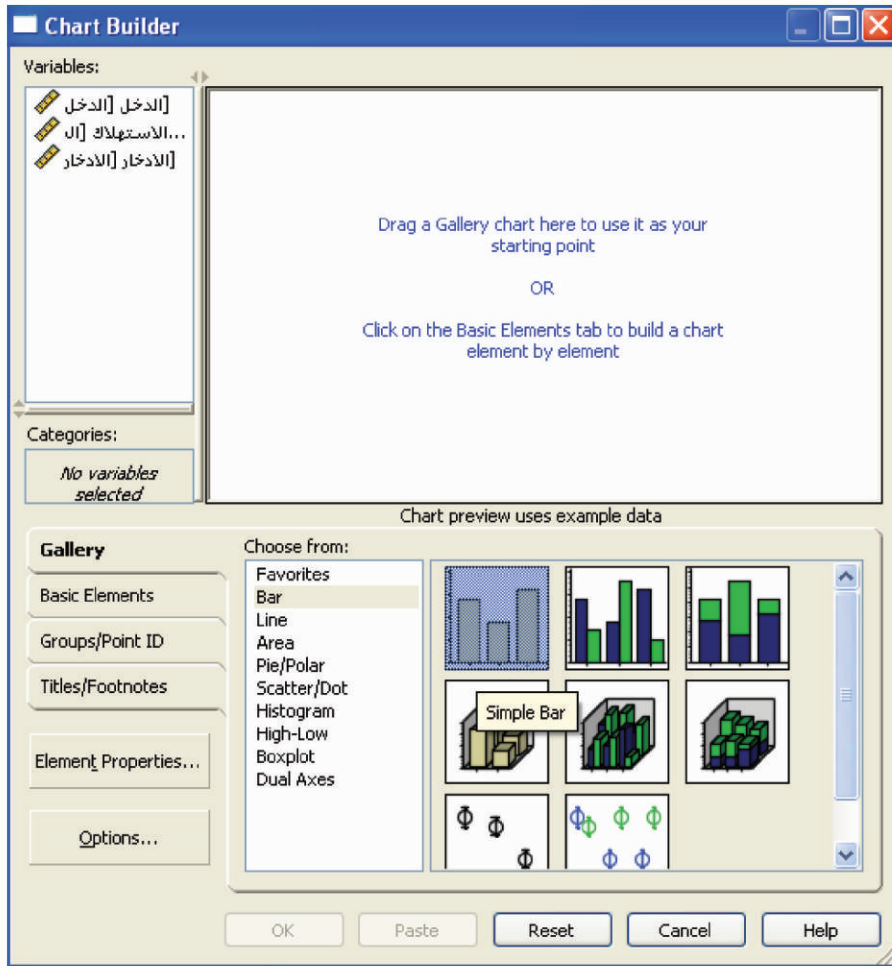 Chart Builder
Variables:
[الدخل [الدخل
...الاستهلاك [ال
[الادخار [الادخار
Drag a Gallery chart here to use it as your
starting point
OR
Click on the Basic Elements tab to build a chart
element by element
Categories:
No variables
selected
Chart preview uses example data
Gallery
Basic Elements
Groups/Point ID
Titles/Footnotes
Element Properties...
Options...
Choose from:
Favorites
Bar
Line
Area
Pie/Polar
Scatter/Dot
Histogram
High-Low
Boxplot
Dual Axes
Simple Bar
OK
Paste
Reset
Cancel
Help